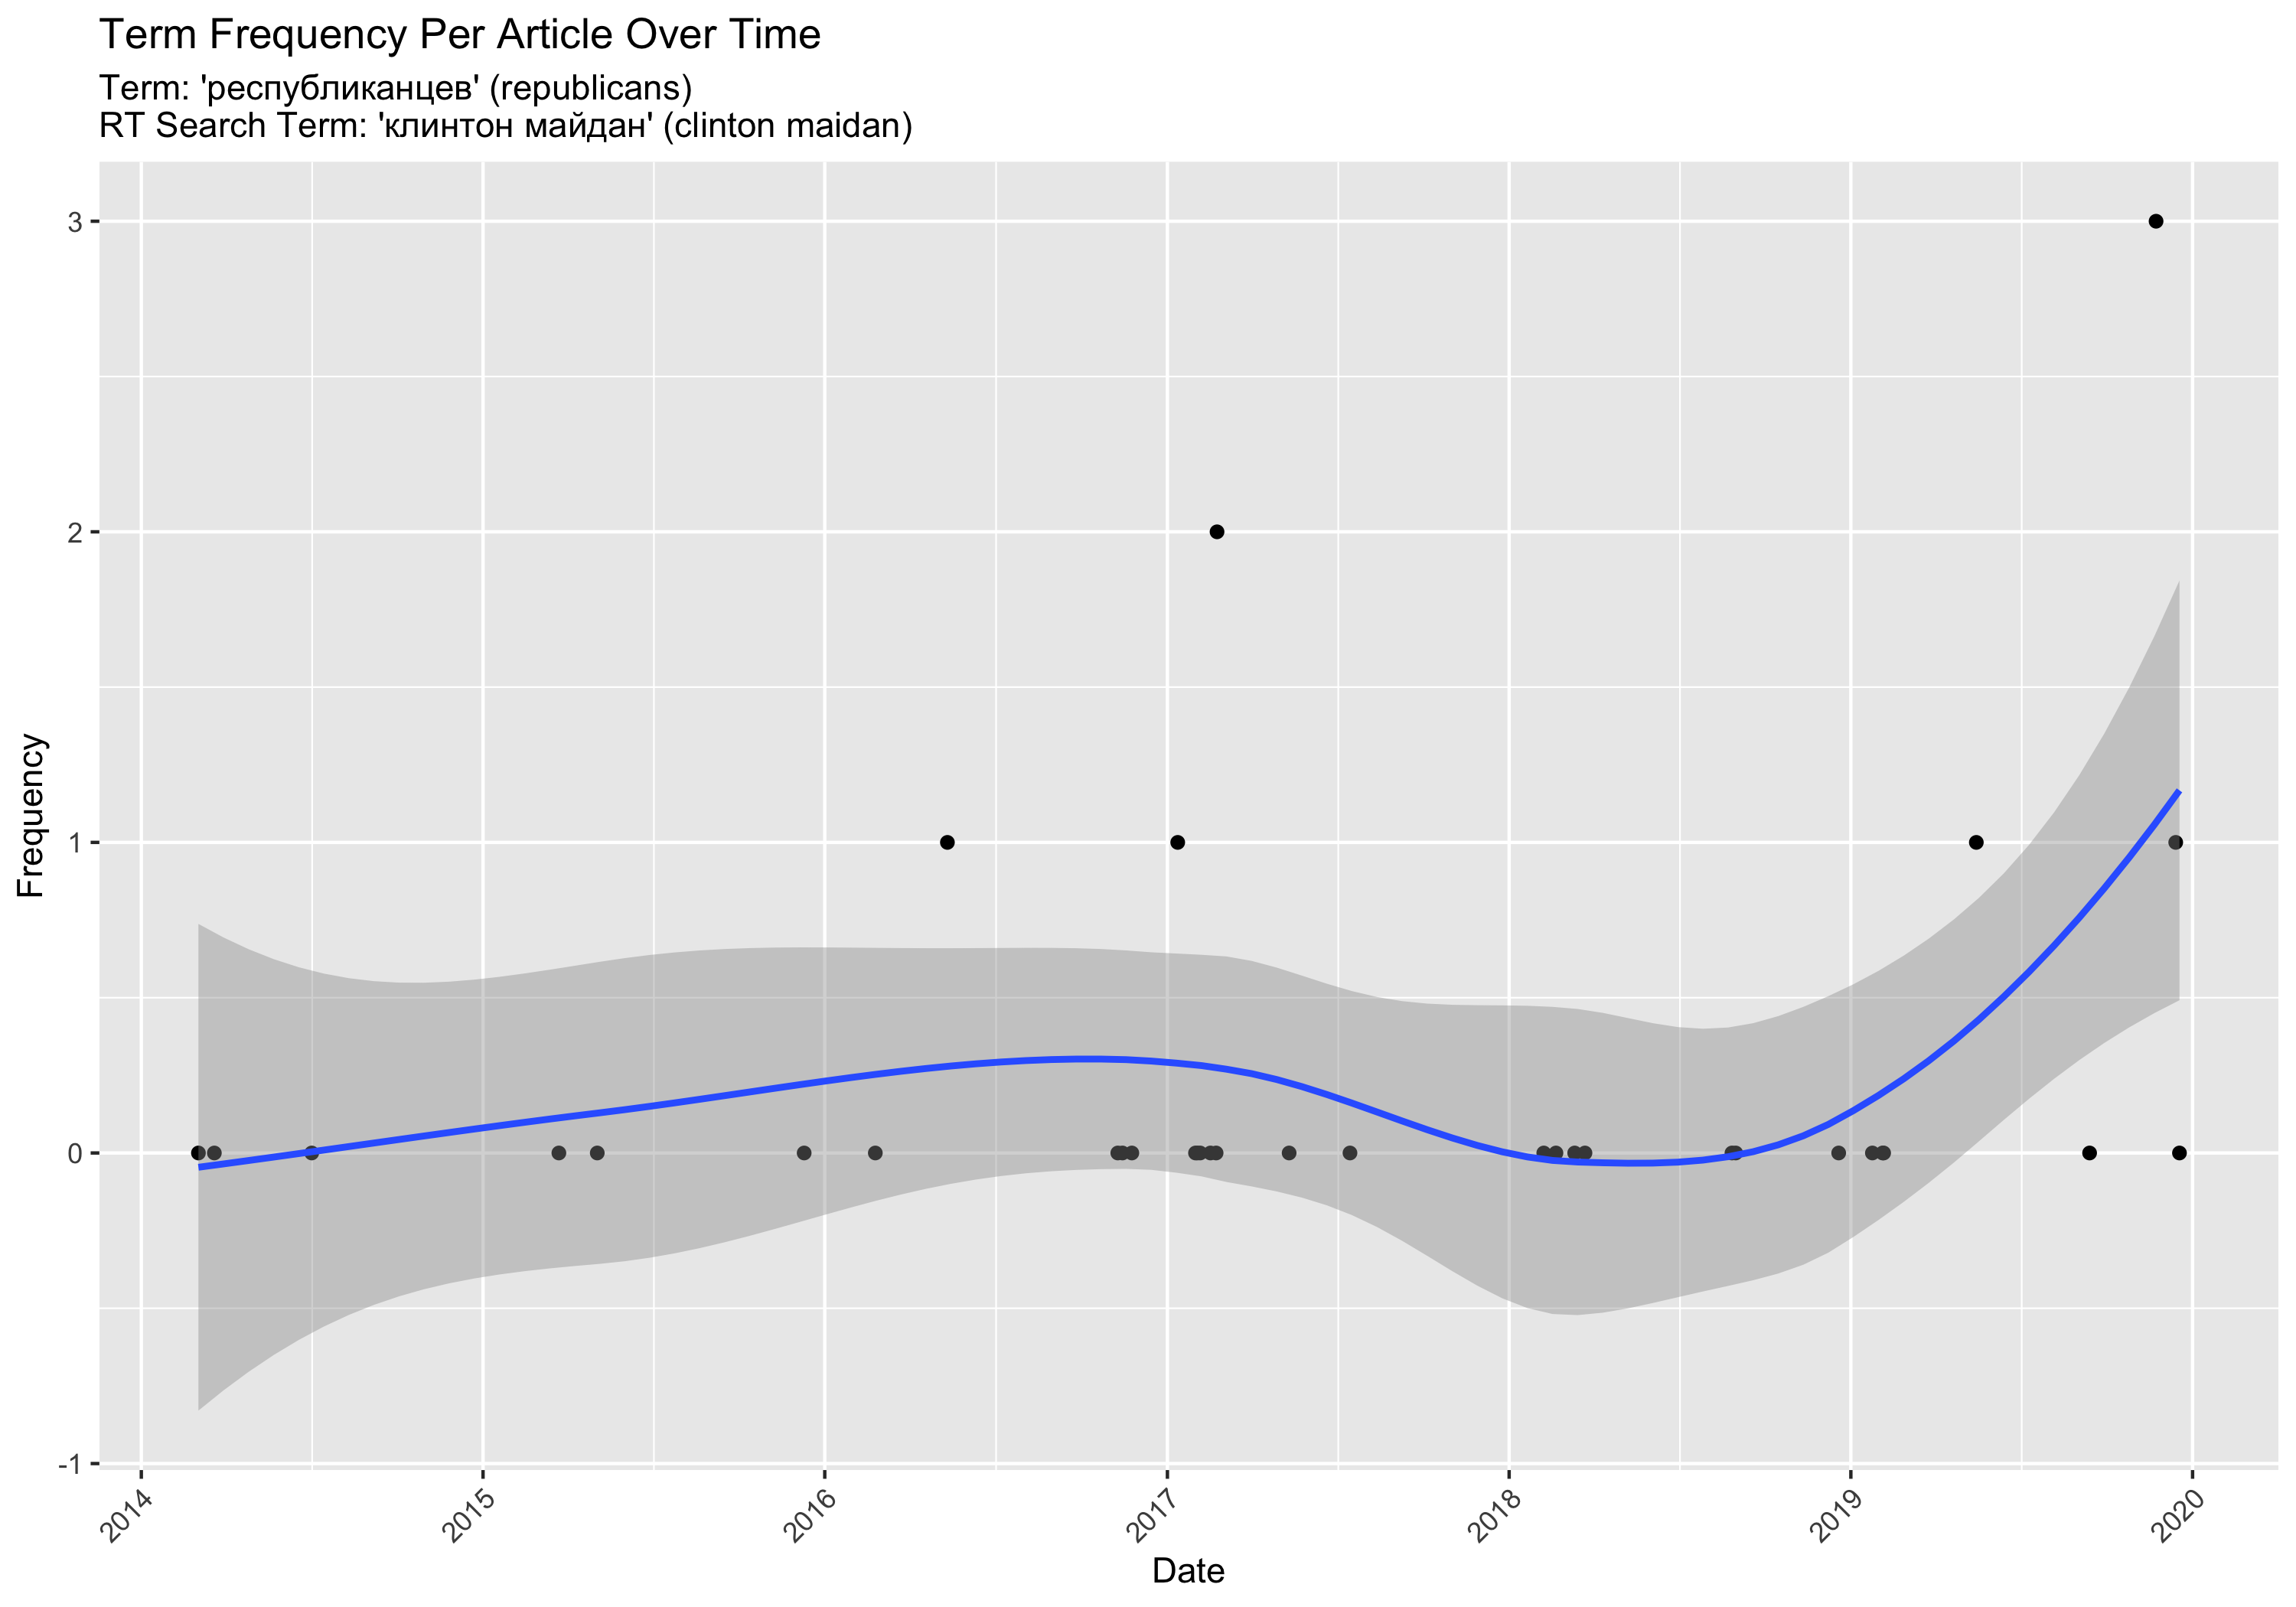 Term Frequency Per Article Over Time
Term: 'республиканцев' (republicans)
RT Search Term: 'клинтон майдан' (clinton maidan)
Frequency
3
2
1
0
-1
2014
2015
2016
2017
2018
2019
2020
Date